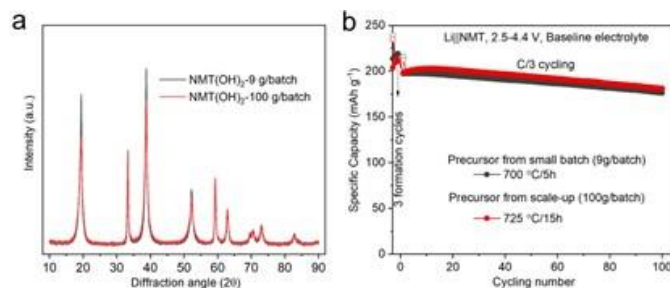 a
Intensity (a.u.)
NMT(OH)₂-9 g/batch
NMT(OH)₂-100 g/batch
10 20 30 40 50 60 70 80 90
Diffraction angle (2θ)
b
Specific Capacity (mAh g⁻¹)
250
200
150
100
50
0
Li||NMT, 2.5-4.4 V, Baseline electrolyte
C/3 cycling
3 formation cycles
Precursor from small batch (9g/batch)
700 °C/5h
Precursor from scale-up (100g/batch)
725 °C/15h
0 20 40 60 80 100
Cycling number